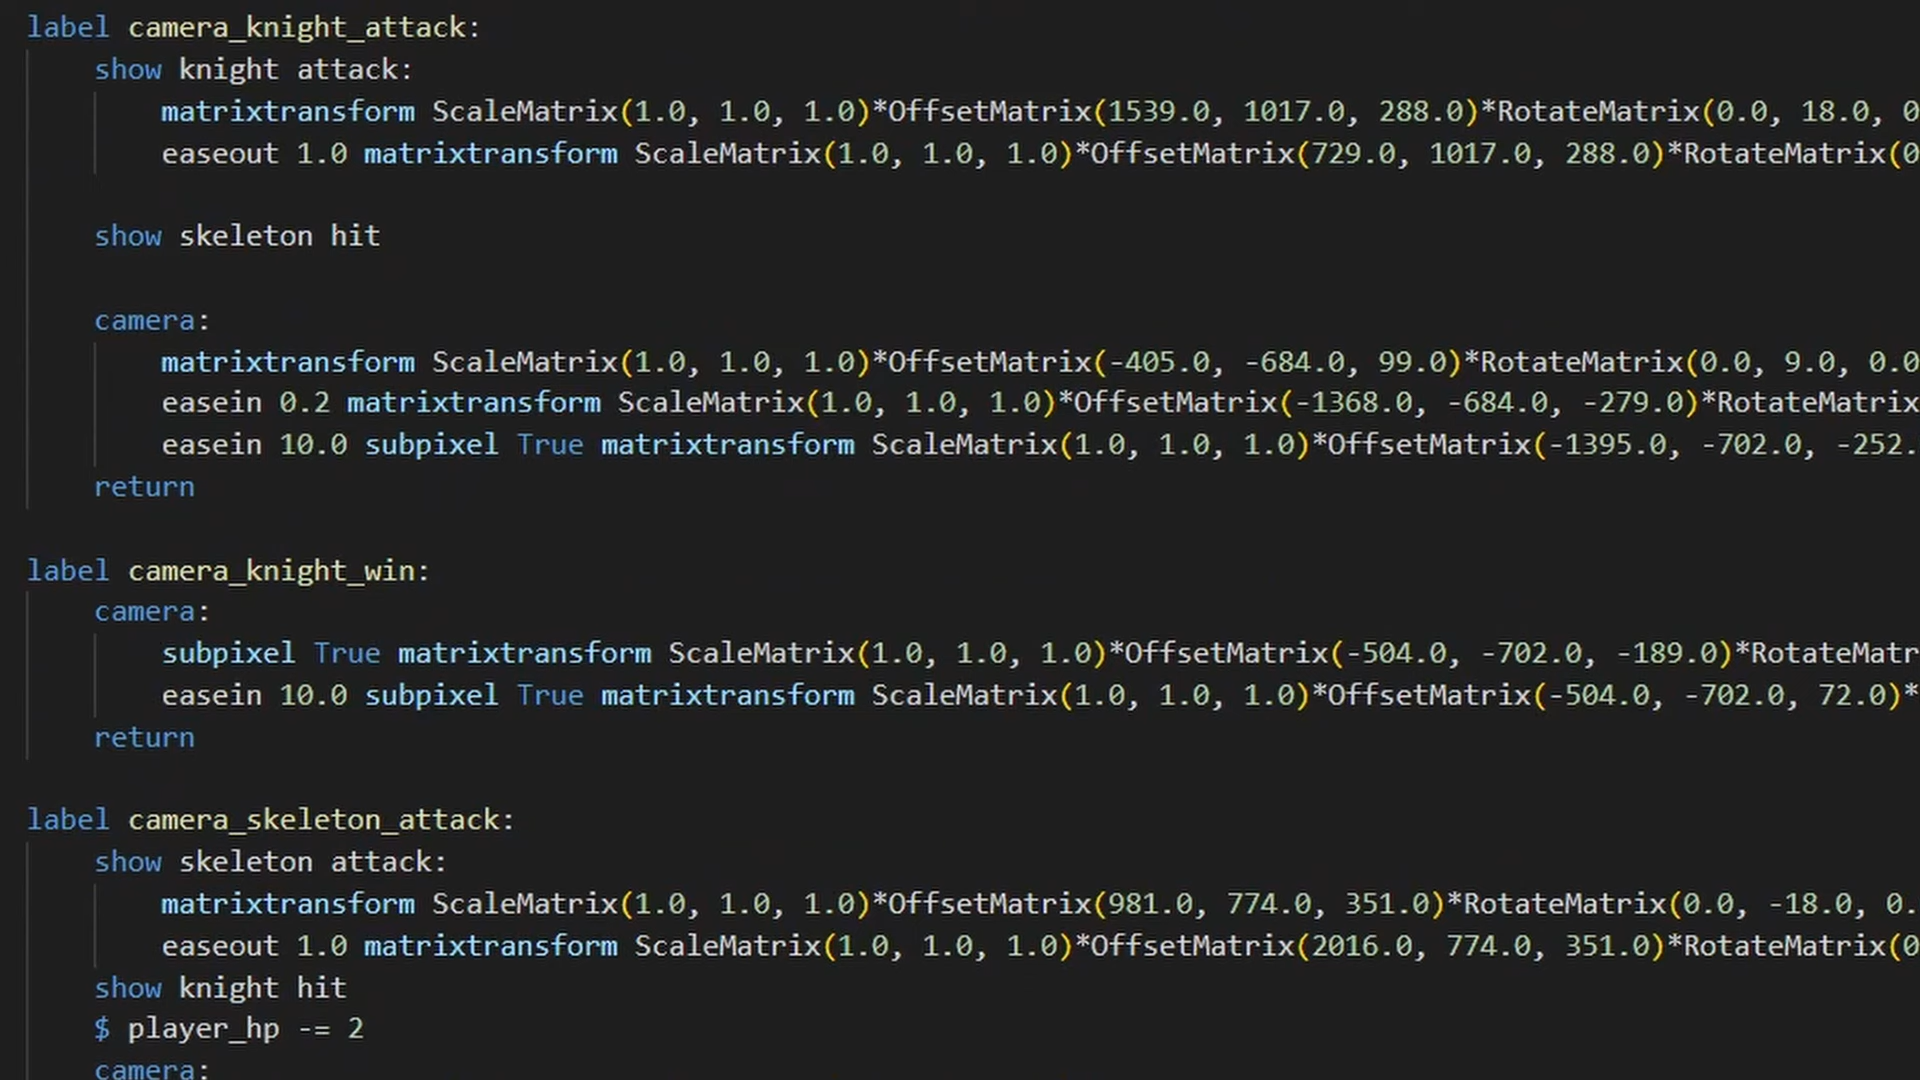 label camera_knight_attack:
show knight attack:
matrixtransform ScaleMatrix(1.0, 1.0, 1.0)*OffsetMatrix(1539.0, 1017.0, 288.0)*RotateMatrix(0.0, 18.0, 0
easeout 1.0 matrixtransform ScaleMatrix(1.0, 1.0, 1.0)*OffsetMatrix(729.0, 1017.0, 288.0)*RotateMatrix(0
show skeleton hit
camera:
matrixtransform ScaleMatrix(1.0, 1.0, 1.0)*OffsetMatrix(-405.0, -684.0, 99.0)*RotateMatrix(0.0, 9.0, 0.0
easein 0.2 matrixtransform ScaleMatrix(1.0, 1.0, 1.0)*OffsetMatrix(-1368.0, -684.0, -279.0)*RotateMatrix
easein 10.0 subpixel True matrixtransform ScaleMatrix(1.0, 1.0, 1.0)*OffsetMatrix(-1395.0, -702.0, -252.
return
label camera_knight_win:
camera:
subpixel True matrixtransform ScaleMatrix(1.0, 1.0, 1.0)*OffsetMatrix(-504.0, -702.0, -189.0)*RotateMatr
easein 10.0 subpixel True matrixtransform ScaleMatrix(1.0, 1.0, 1.0)*OffsetMatrix(-504.0, -702.0, 72.0)*
return
label camera_skeleton_attack:
show skeleton attack:
matrixtransform ScaleMatrix(1.0, 1.0, 1.0)*OffsetMatrix(981.0, 774.0, 351.0)*RotateMatrix(0.0, -18.0, 0.
easeout 1.0 matrixtransform ScaleMatrix(1.0, 1.0, 1.0)*OffsetMatrix(2016.0, 774.0, 351.0)*RotateMatrix(0
show knight hit
$ player_hp -= 2
camera: